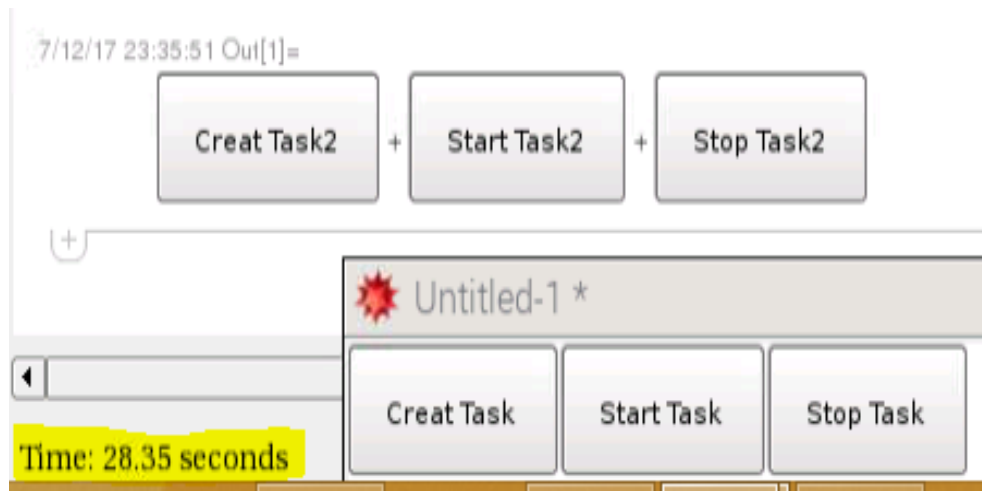 7/12/17 23:35:51 Out[1]=
Creat Task2 + Start Task2 + Stop Task2
+
Untitled-1 *
Creat Task Start Task Stop Task
Time: 28.35 seconds